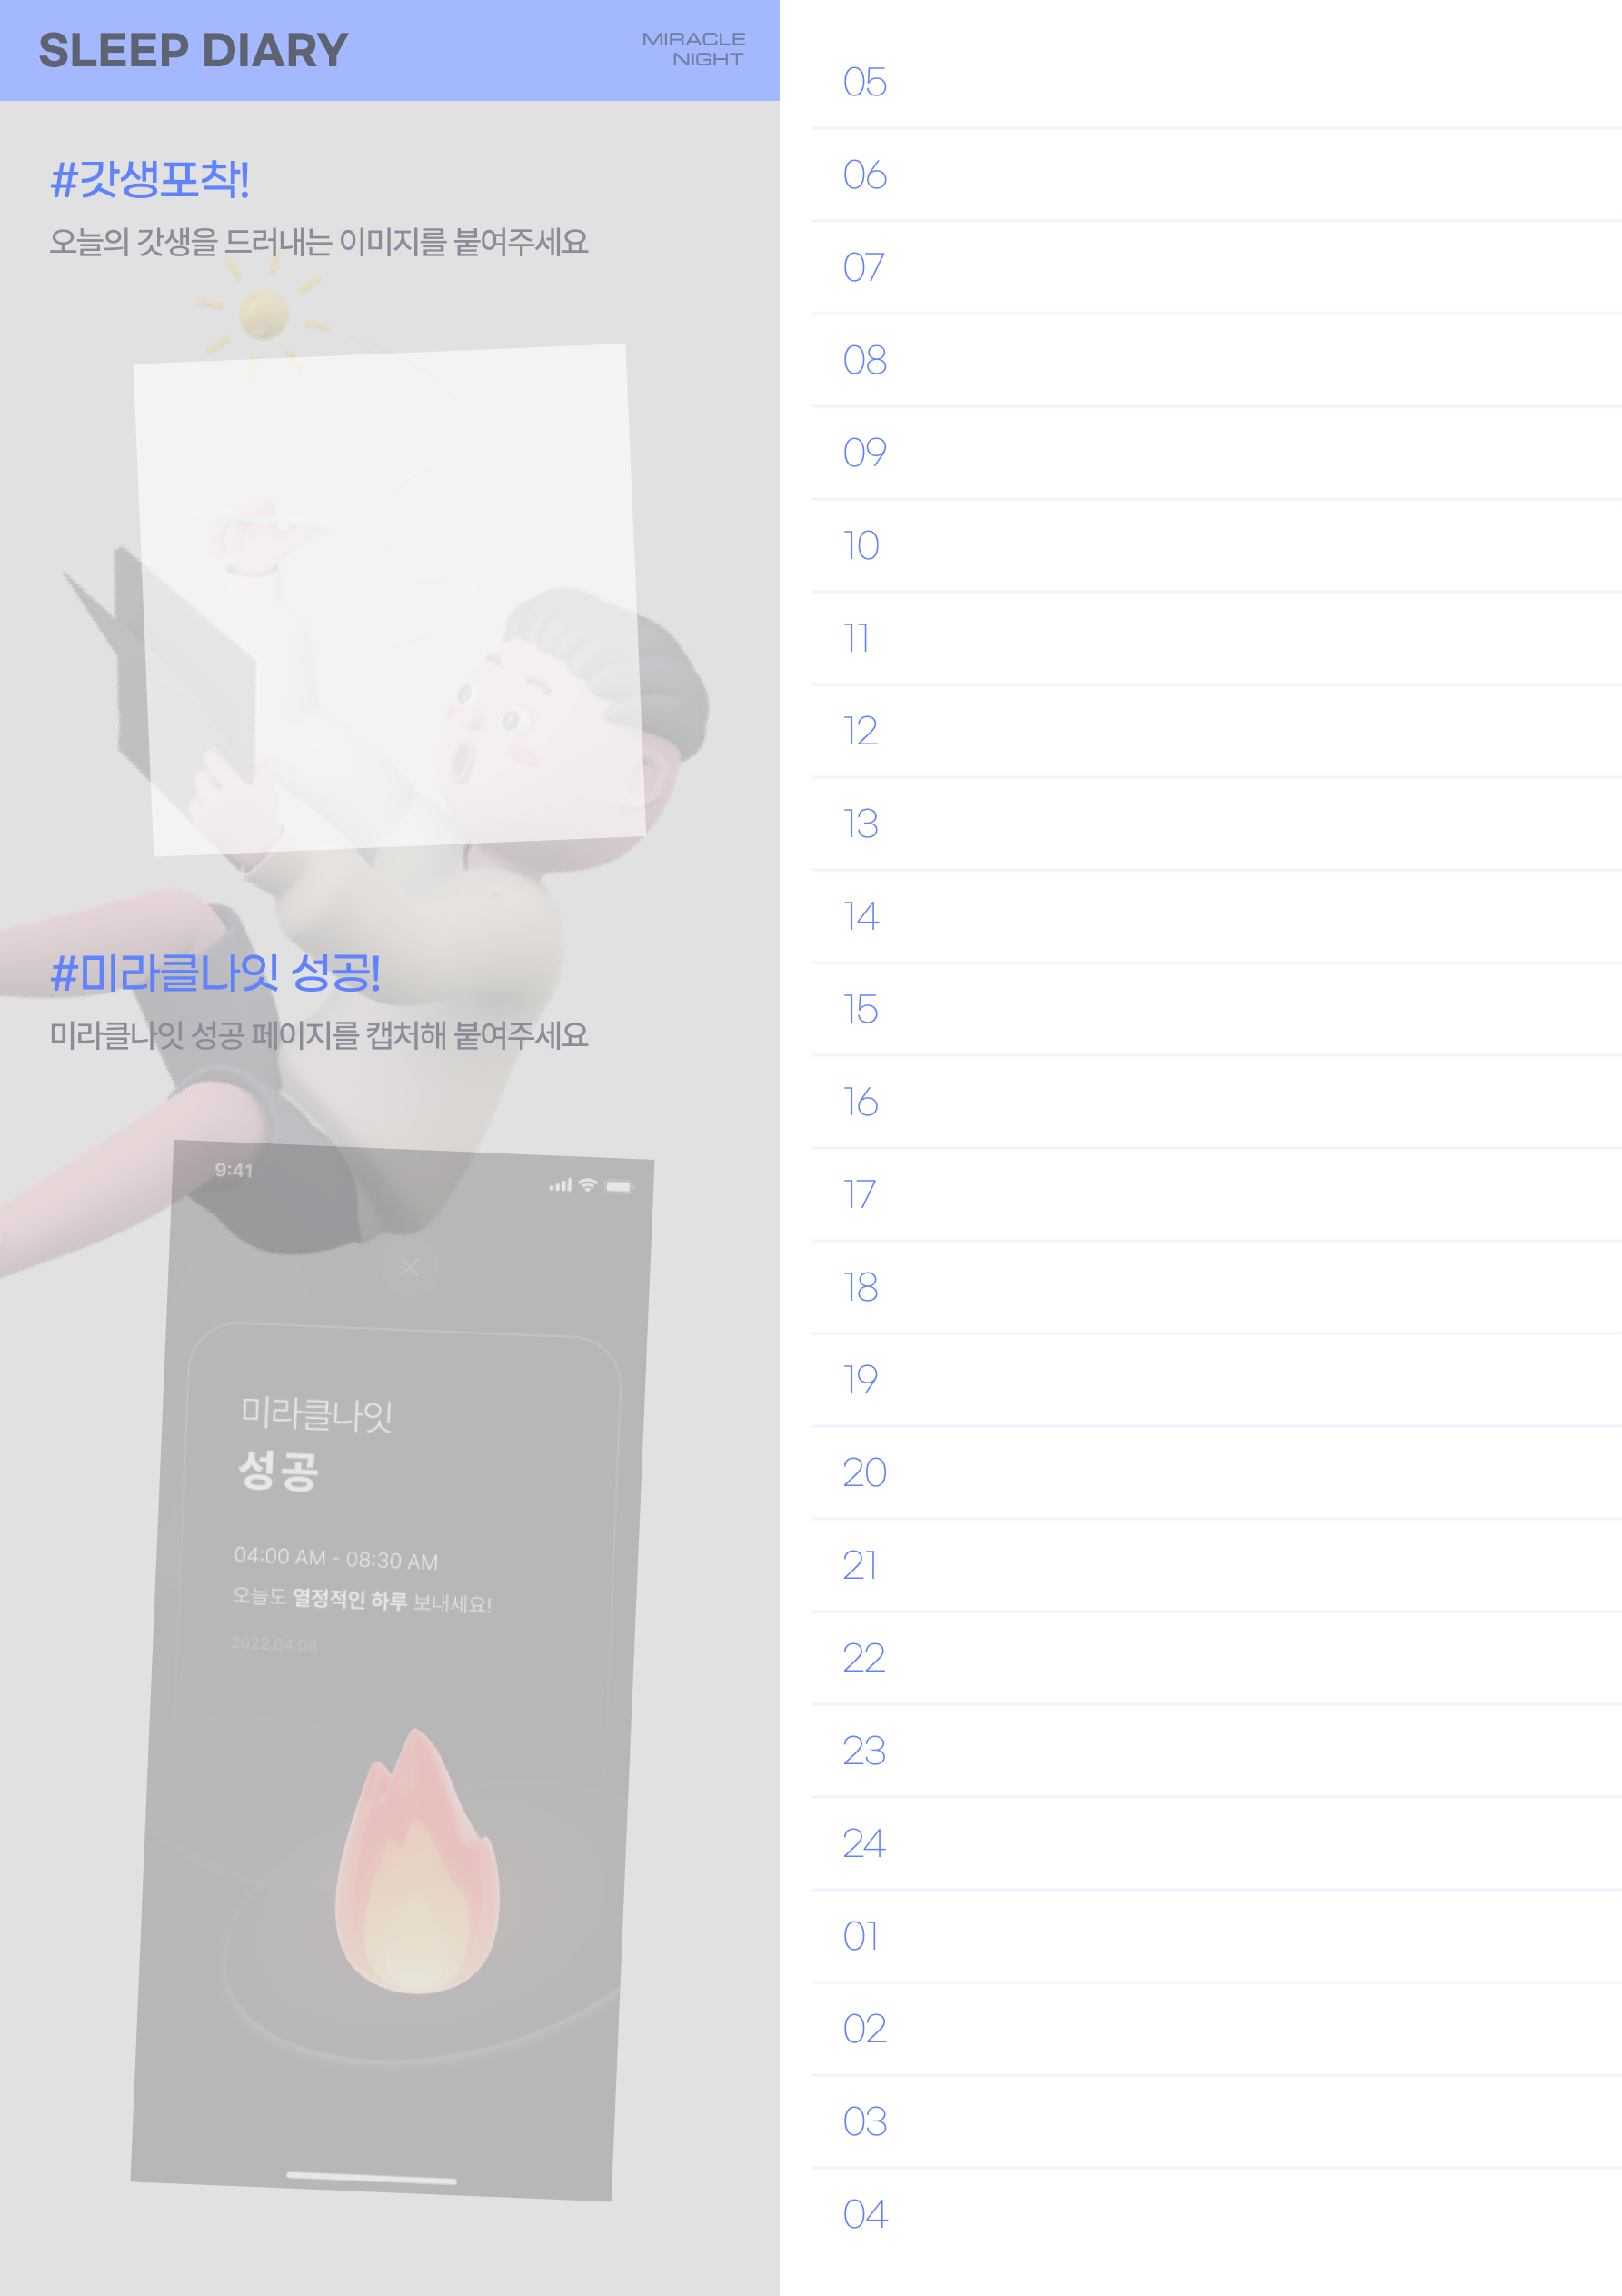 SLEEP DIARY
MIRACLE
NIGHT
#갓생포착!
오늘의 갓생을 드러내는 이미지를 붙여주세요
#미라클나잇 성공!
미라클나잇 성공 페이지를 캡처해 붙여주세요
9:41
미라클나잇
성공
04:00 AM - 08:30 AM
오늘도 열정적인 하루 보내세요!
2022.04.08
05
06
07
08
09
10
11
12
13
14
15
16
17
18
19
20
21
22
23
24
01
02
03
04